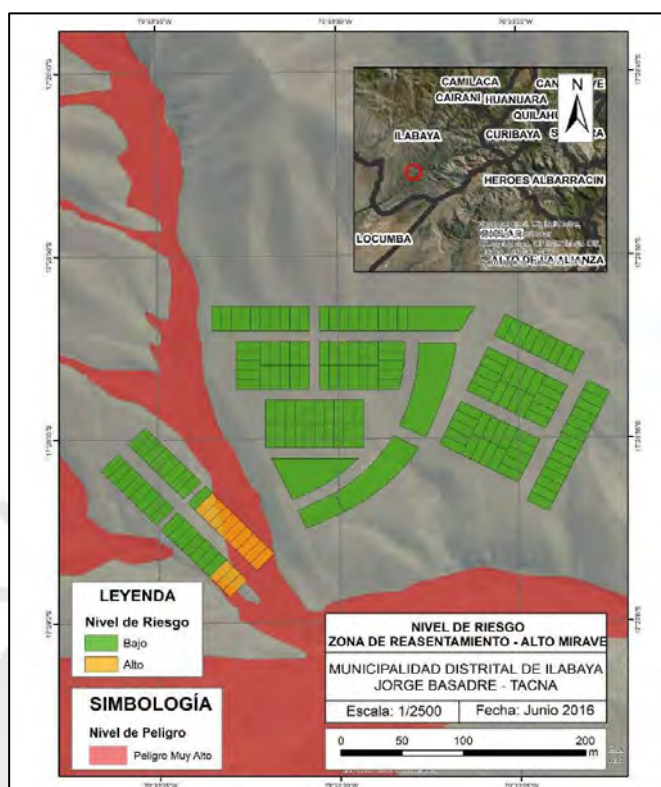 CAMILACA
CAIRANI
HUANUARA
N
ILABAYA
CURIBAYA
HEROES ALBARRACIN
LOCUMBA
ALTO DE LA ALIANZA
LEYENDA
Nivel de Riesgo
Bajo
Alto
SIMBOLOGÍA
Nivel de Peligro
Peligro Muy Alto
NIVEL DE RIESGO
ZONA DE REASENTAMIENTO - ALTO MIRAVE
MUNICIPALIDAD DISTRITAL DE ILABAYA
JORGE BASADRE - TACNA
Escala: 1/2500
Fecha: Junio 2016
0 50 100 200
m